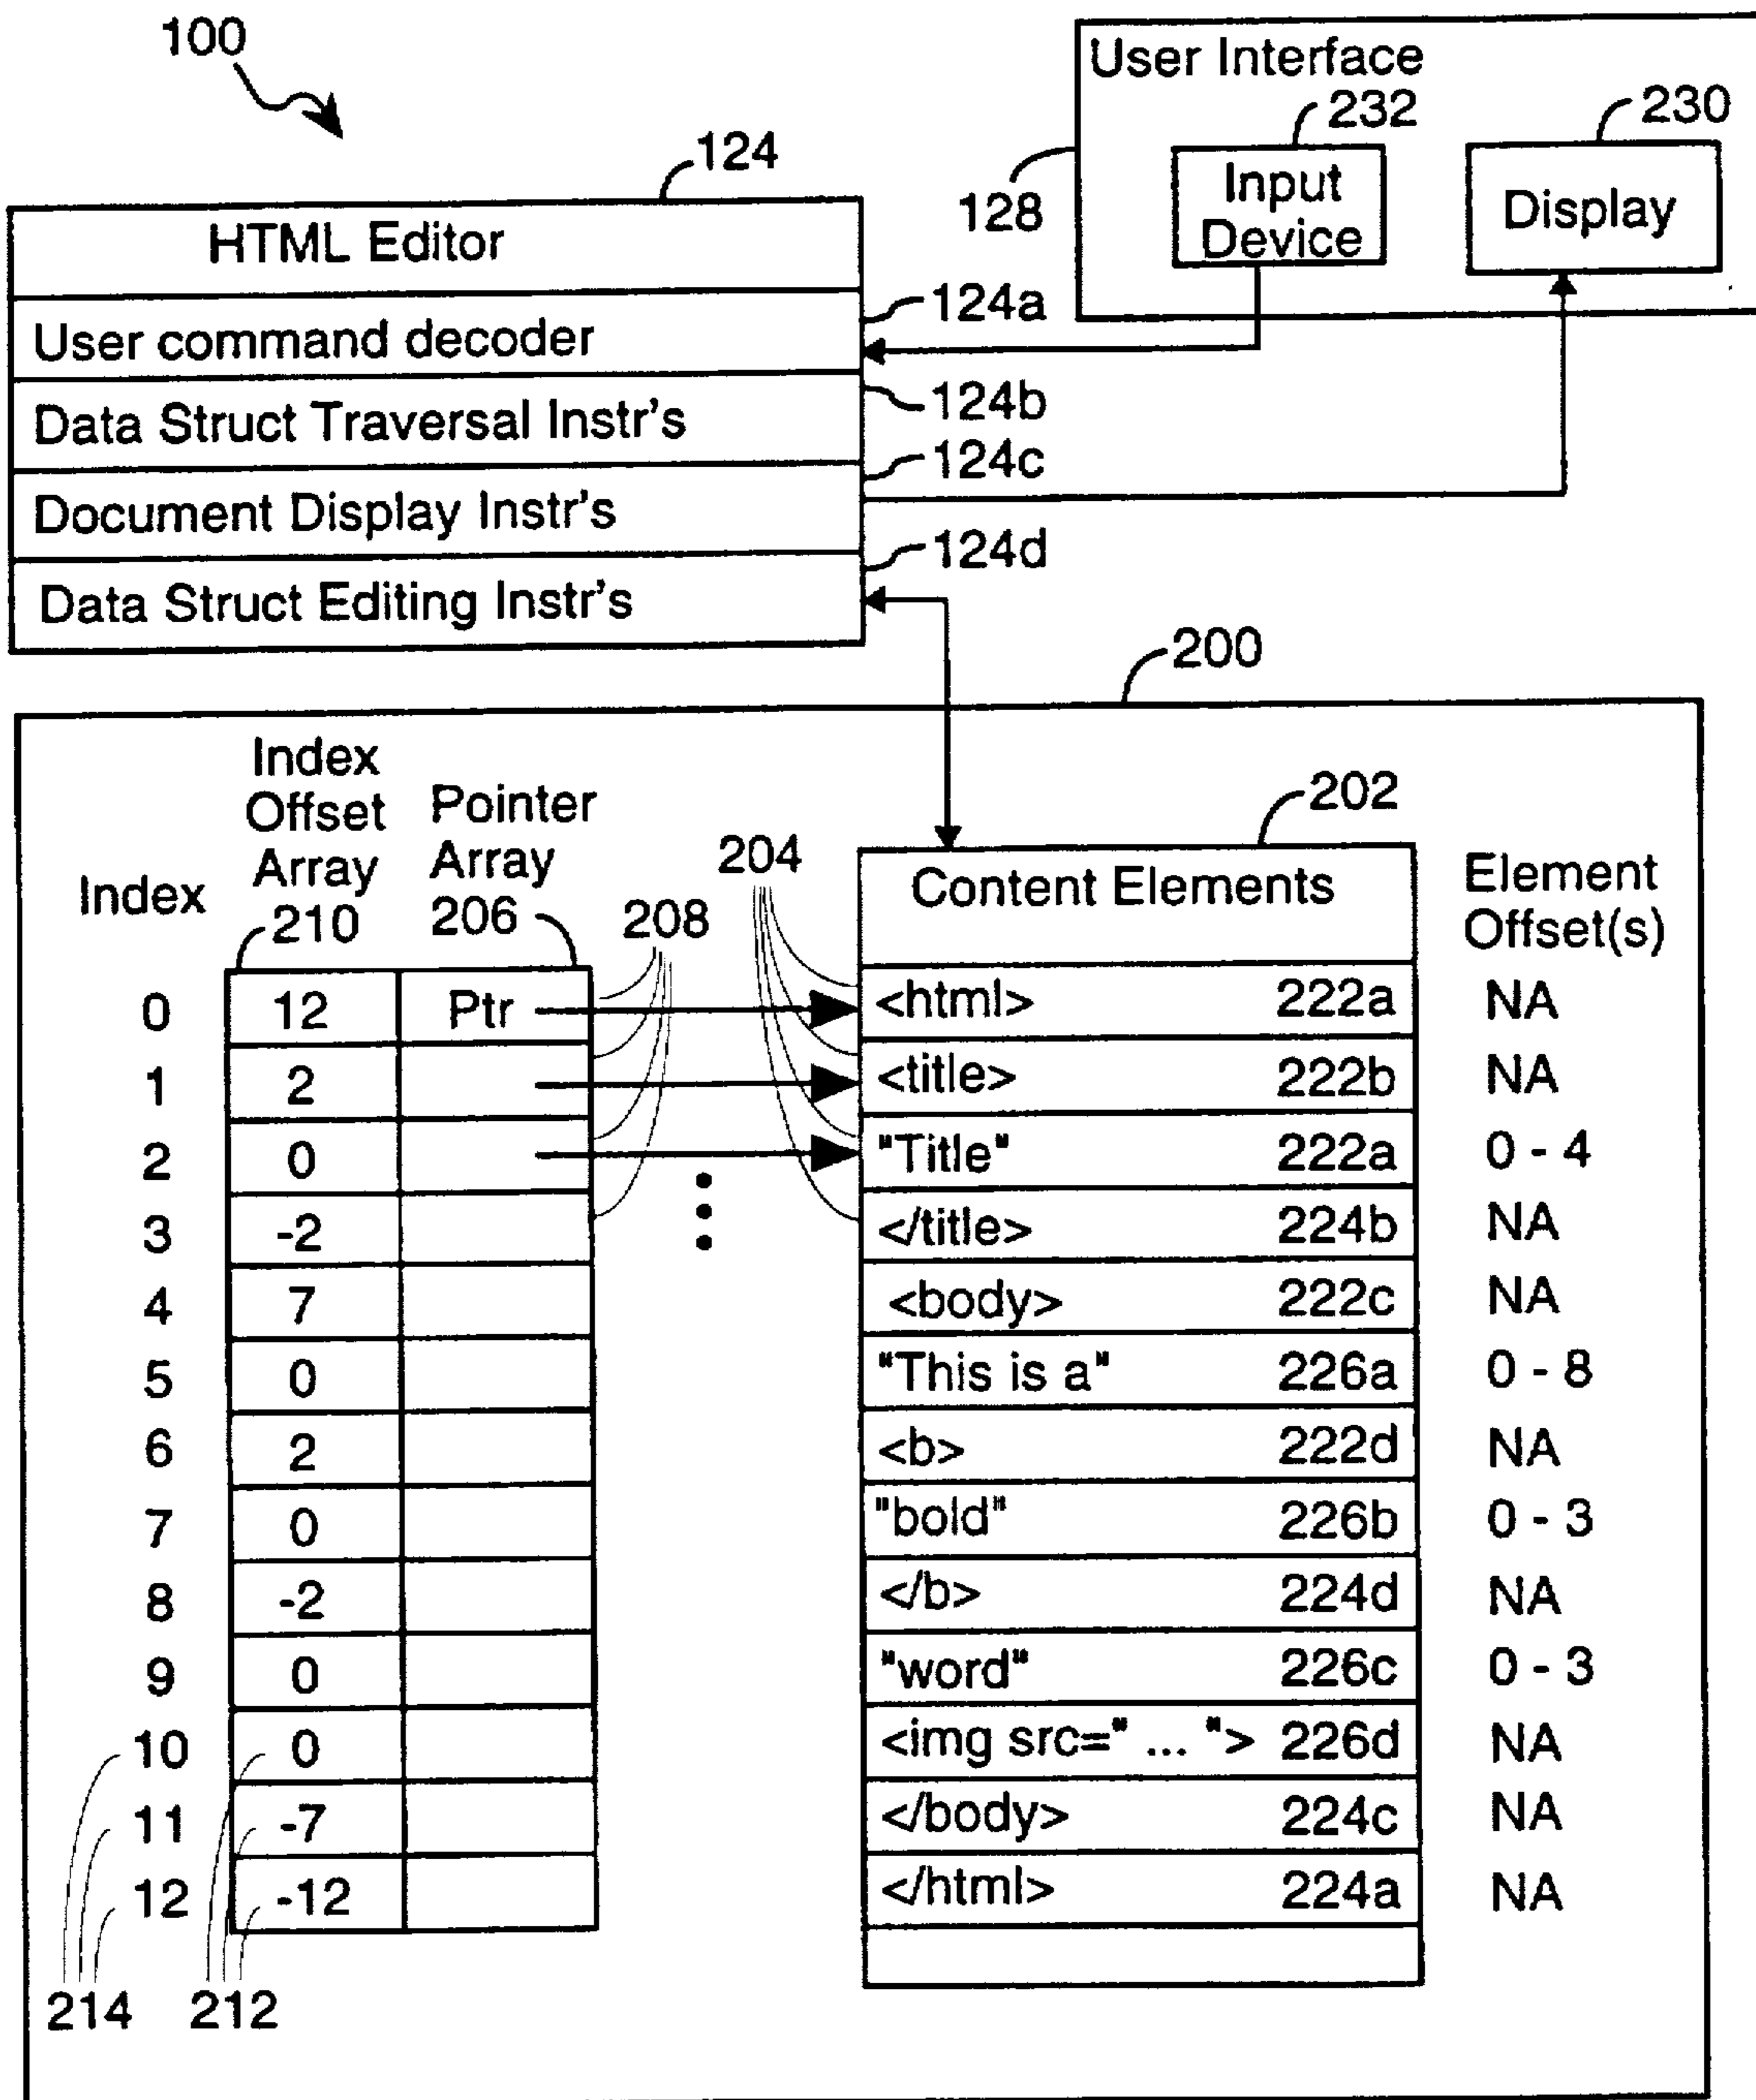 100
User Interface
232
230
Input
Device
Display
128
124
HTML Editor
User command decoder
124a
Data Struct Traversal Instr's
124b
Document Display Instr's
124c
Data Struct Editing Instr's
124d
200
Index
Index
Offset
Array
210
Pointer
Array
206
208
204
202
Content Elements
Element
Offset(s)
0 12 Ptr <html> 222a NA
1 2 <title> 222b NA
2 0 "Title" 222a 0 - 4
3 -2 </title> 224b NA
4 7 <body> 222c NA
5 0 "This is a" 226a 0 - 8
6 2 <b> 222d NA
7 0 "bold" 226b 0 - 3
8 -2 </b> 224d NA
9 0 "word" 226c 0 - 3
10 0 <img src=" ... "> 226d NA
11 -7 </body> 224c NA
12 -12 </html> 224a NA
214 212